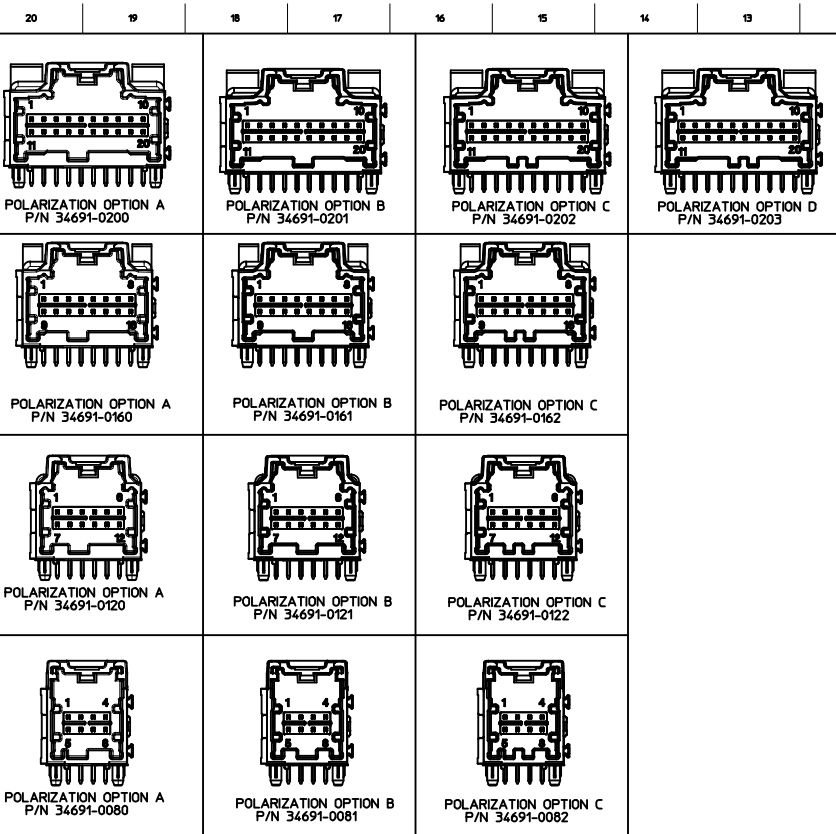 20 19 18 17 16 15 14 13
1 10
11 20
POLARIZATION OPTION A
P/N 34691-0200
1 10
11 20
POLARIZATION OPTION B
P/N 34691-0201
1 10
11 20
POLARIZATION OPTION C
P/N 34691-0202
1 10
11 20
POLARIZATION OPTION D
P/N 34691-0203
1 8
9 16
POLARIZATION OPTION A
P/N 34691-0160
1 8
9 16
POLARIZATION OPTION B
P/N 34691-0161
1 8
9 16
POLARIZATION OPTION C
P/N 34691-0162
1 6
7 12
POLARIZATION OPTION A
P/N 34691-0120
1 6
7 12
POLARIZATION OPTION B
P/N 34691-0121
1 6
7 12
POLARIZATION OPTION C
P/N 34691-0122
1 4
5 8
POLARIZATION OPTION A
P/N 34691-0080
1 4
5 8
POLARIZATION OPTION B
P/N 34691-0081
1 4
5 8
POLARIZATION OPTION C
P/N 34691-0082